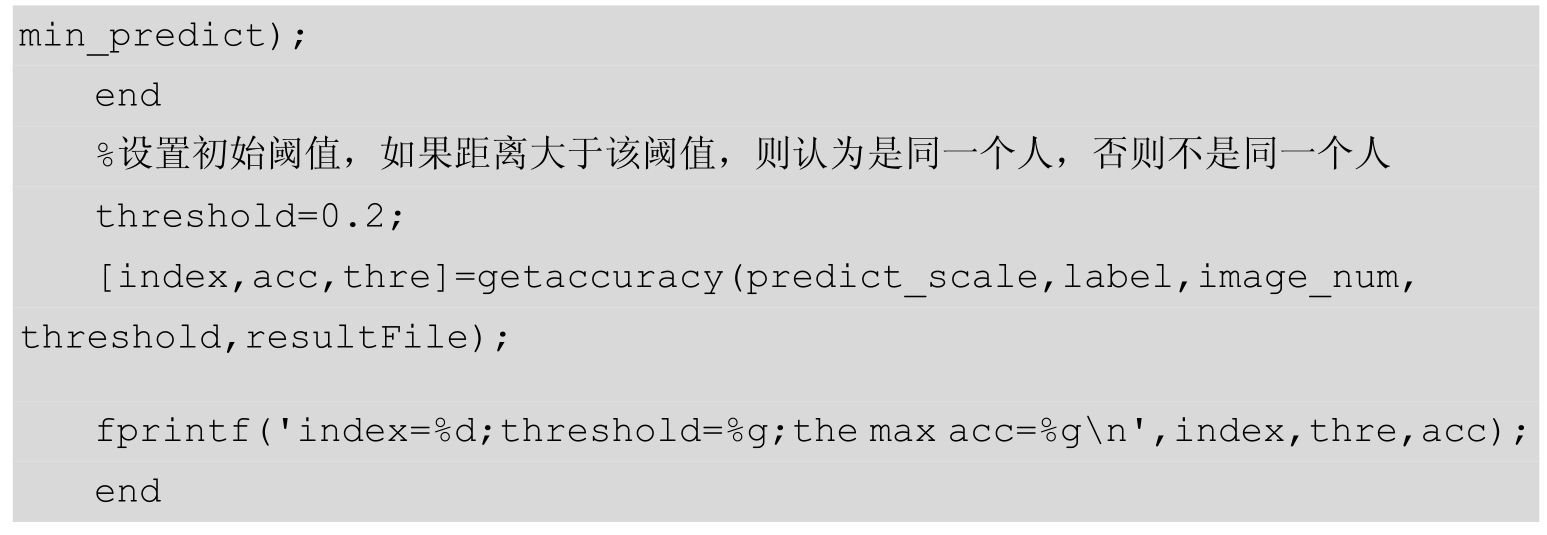 min_predict);
end
%设置初始阈值，如果距离大于该阈值，则认为是同一个人，否则不是同一个人
threshold=0.2;
[index,acc,thre]=getaccuracy(predict_scale,label,image_num,
threshold,resultFile);
fprintf('index=%d;threshold=%g;the max acc=%g\n',index,thre,acc);
end